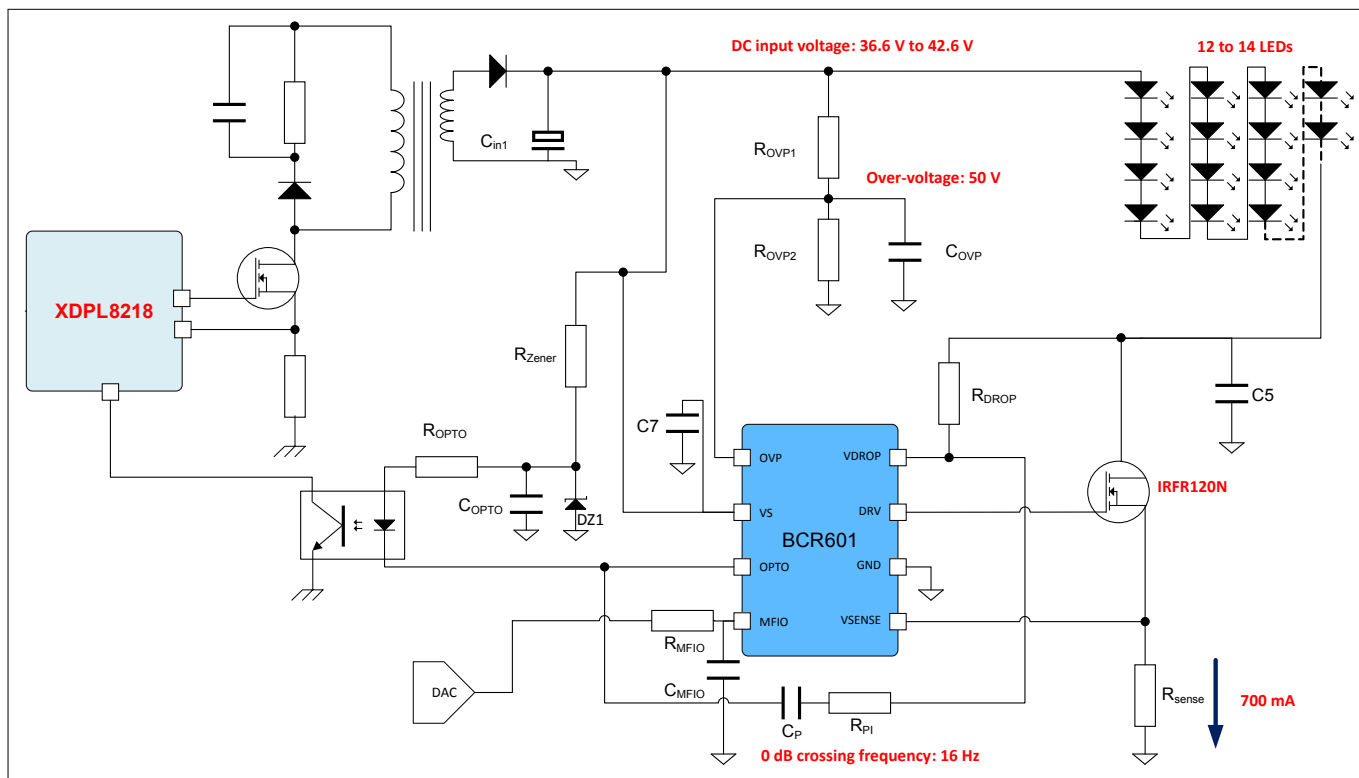 DC input voltage: 36.6 V to 42.6 V
12 to 14 LEDs
Cin1
ROVP1
Over-voltage: 50 V
ROVP2
COVP
XDPL8218
RZener
RDROP
C5
C7
ROPTO
OVP
VDROP
IRFR120N
COPTO
DZ1
VS
DRV
BCR601
OPTO
GND
MFIO
VSENSE
RMFIO
DAC
CMFIO
CP
RPI
Rsense
700 mA
0 dB crossing frequency: 16 Hz